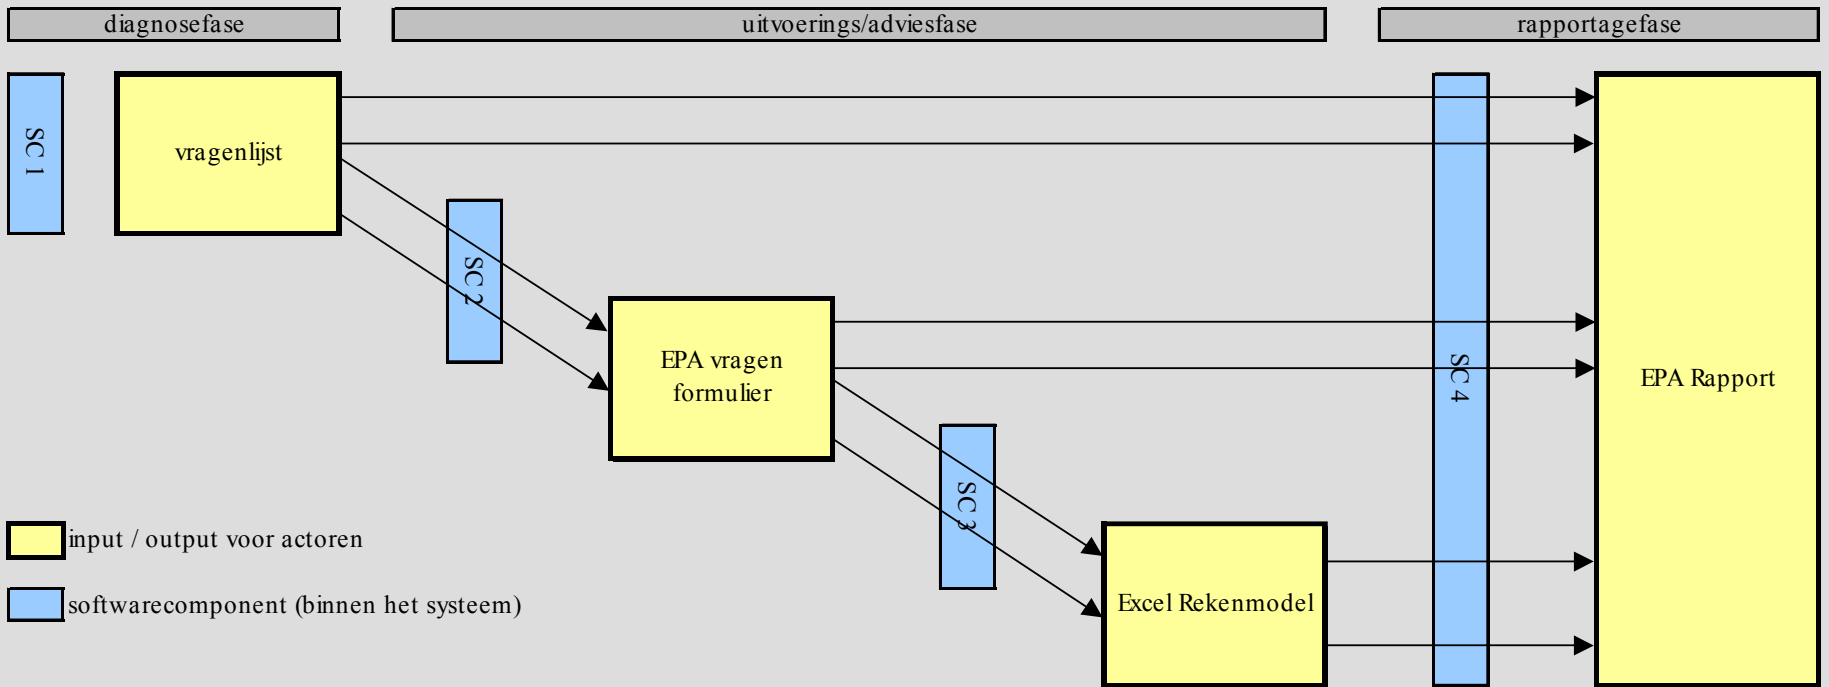 diagnosefase
uitvoerings/adviesfase
rapportagefase
SC 1
vragenlijst
SC 2
EPA vragen
formulier
SC 3
Excel Rekenmodel
SC 4
EPA Rapport
input / output voor actoren
softwarecomponent (binnen het systeem)